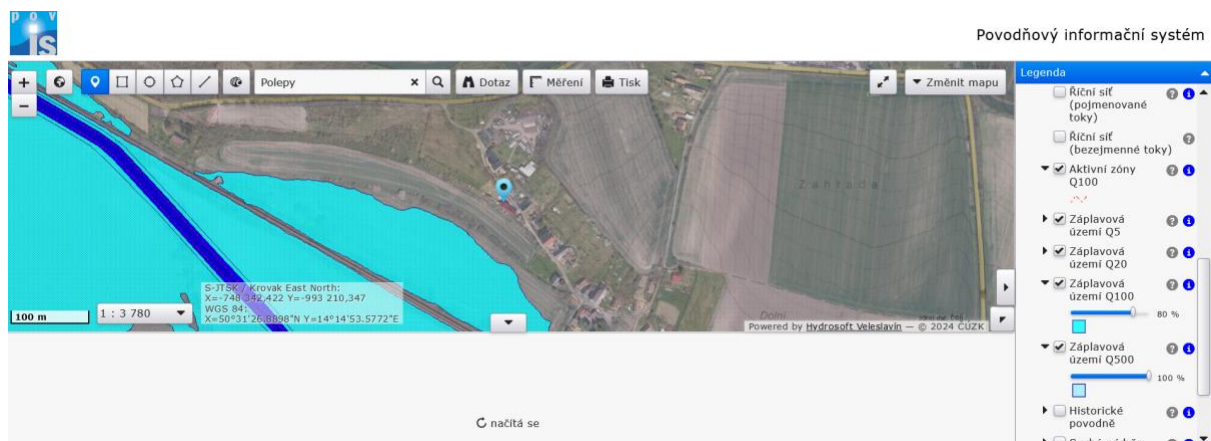 pov
is
Povodňový informační systém
Polepy
Dotaz
Měření
Tisk
Změnit mapu
Zahrada
S-JTSK / Krovak East North:
X=-748 342,422 Y=-993 210,347
WGS 84:
X=50°31'26.8898"N Y=14°14'53.5772"E
100 m
1 : 3 780
Dolní
Powered by Hydrosoft Veleslavín — © 2024 ČÚZK
načítá se
Legenda
Říční síť
(pojmenované
toky)
Říční síť
(bezejmenné toky)
Aktivní zóny
Q100
Záplavová
území Q5
Záplavová
území Q20
Záplavová
území Q100
80 %
Záplavová
území Q500
100 %
Historické
povodně